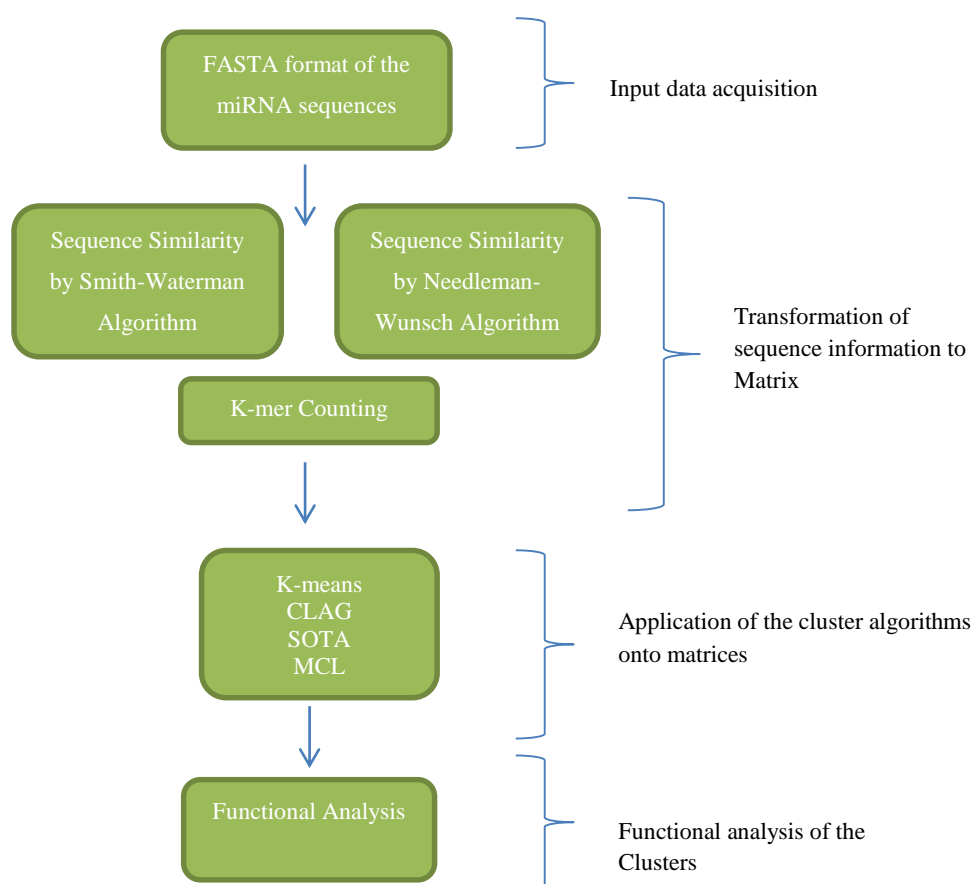 FASTA format of the
miRNA sequences
Input data acquisition
Sequence Similarity
by Smith-Waterman
Algorithm
Sequence Similarity
by Needleman-
Wunsch Algorithm
K-mer Counting
Transformation of
sequence information to
Matrix
K-means
CLAG
SOTA
MCL
Application of the cluster algorithms
onto matrices
Functional Analysis
Functional analysis of the
Clusters